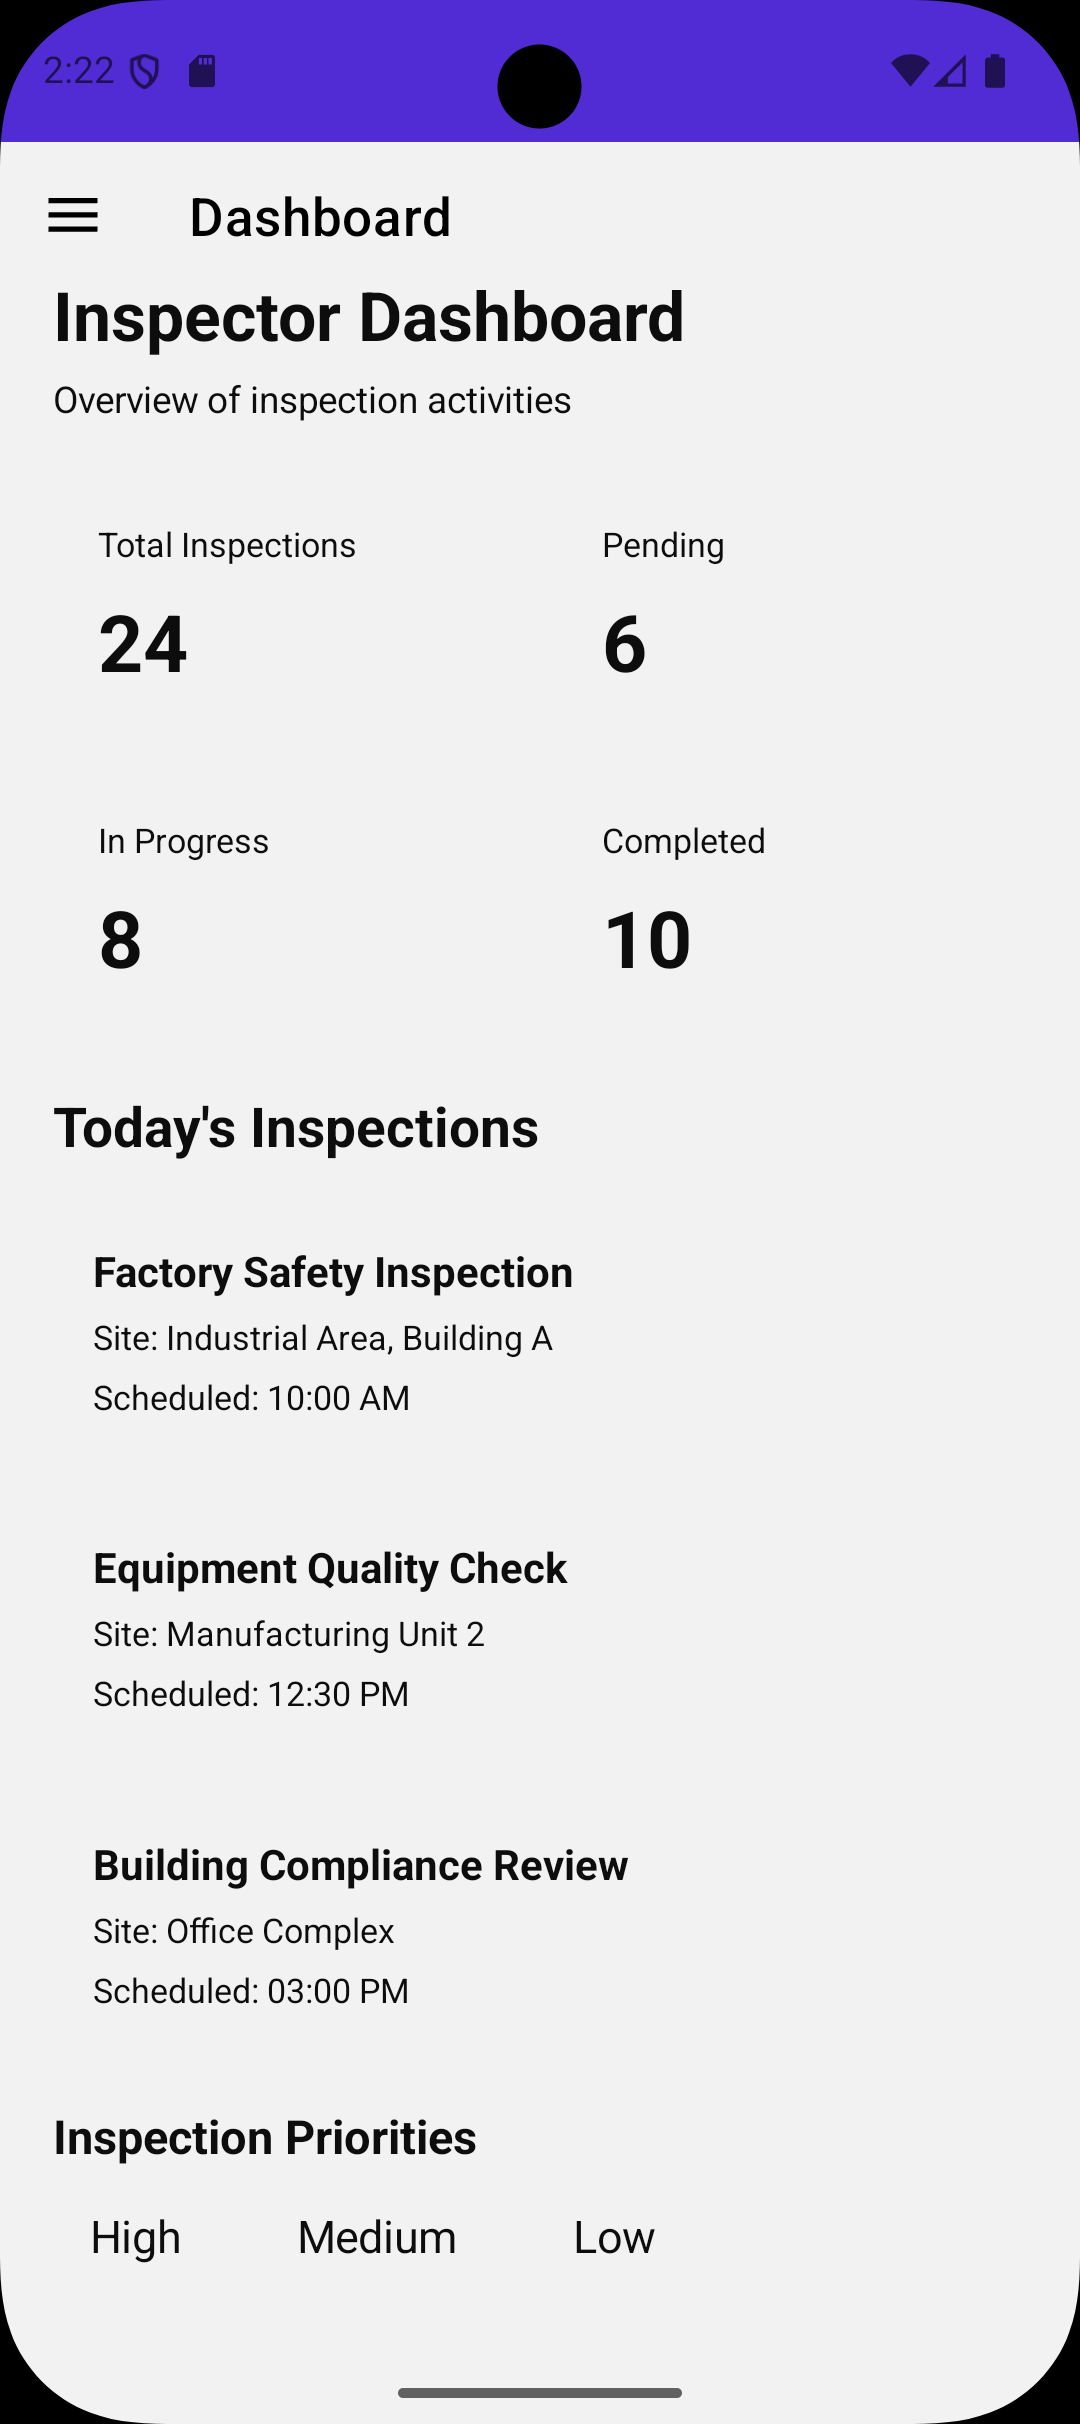 2:22
Dashboard
Inspector Dashboard
Overview of inspection activities
Total Inspections
Pending
24
6
In Progress
Completed
8
10
Today's Inspections
Factory Safety Inspection
Site: Industrial Area, Building A
Scheduled: 10:00 AM
Equipment Quality Check
Site: Manufacturing Unit 2
Scheduled: 12:30 PM
Building Compliance Review
Site: Office Complex
Scheduled: 03:00 PM
Inspection Priorities
High
Medium
Low